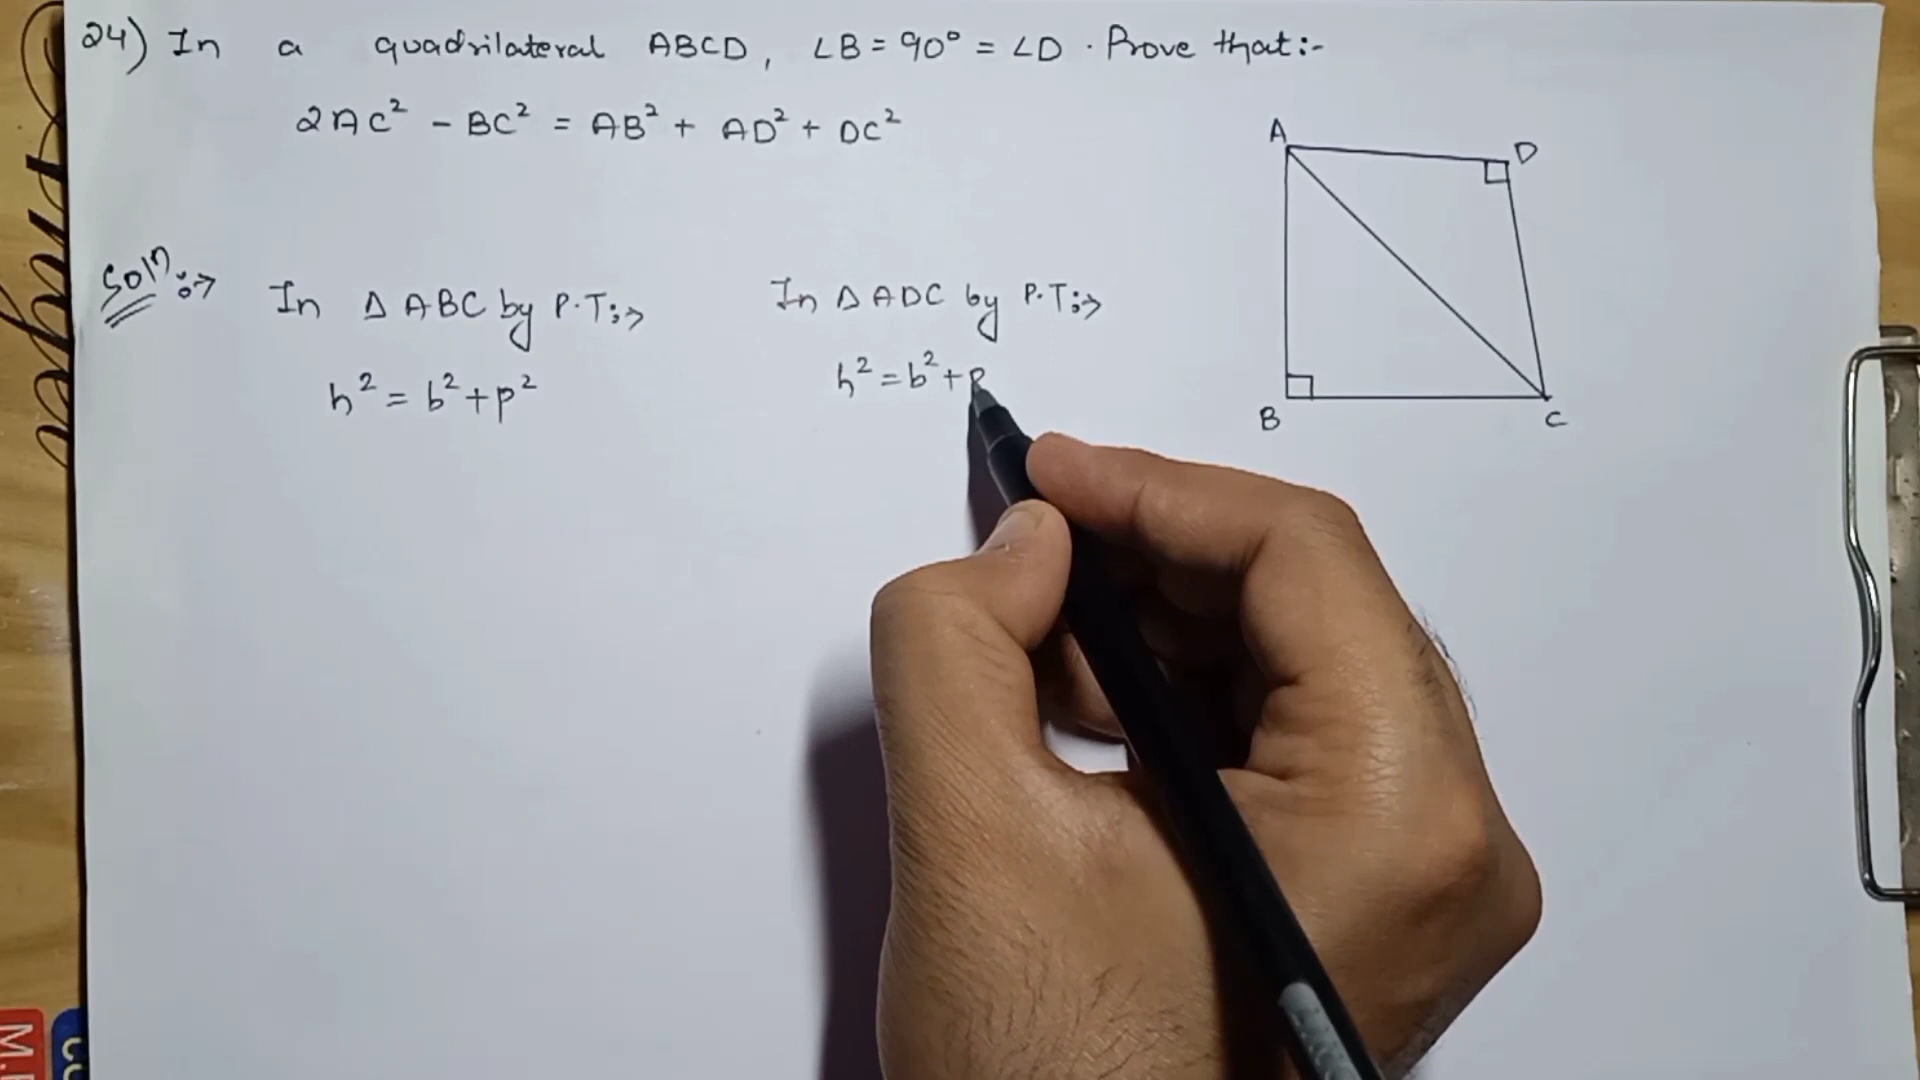 24) In a quadrilateral ABCD, ∠B = 90° = ∠D. Prove that:-
2AC² - BC² = AB² + AD² + DC²
A
D
B
C
Solⁿ:→
In Δ ABC by P.T:→
h² = b² + p²
In Δ ADC by P.T:→
h² = b² + p